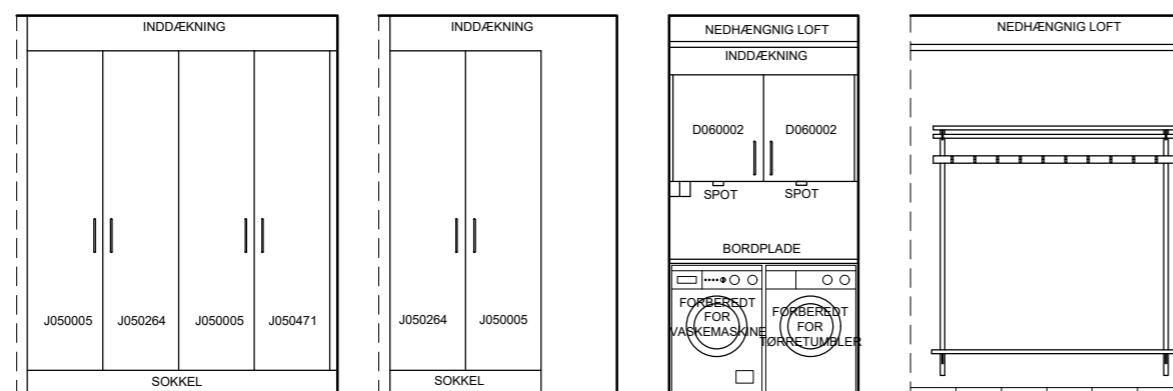 INDDÆKNING
J050005 J050264 J050005 J050471
SOKKEL
INDDÆKNING
J050264 J050005
SOKKEL
NEDHÆNGNIG LOFT
INDDÆKNING
D060002 D060002
SPOT SPOT
BORDPLADE
FORBEREDT
FOR
VASKEMASKINE
FORBEREDT
FOR
TØRRETUMBLER
NEDHÆNGNIG LOFT